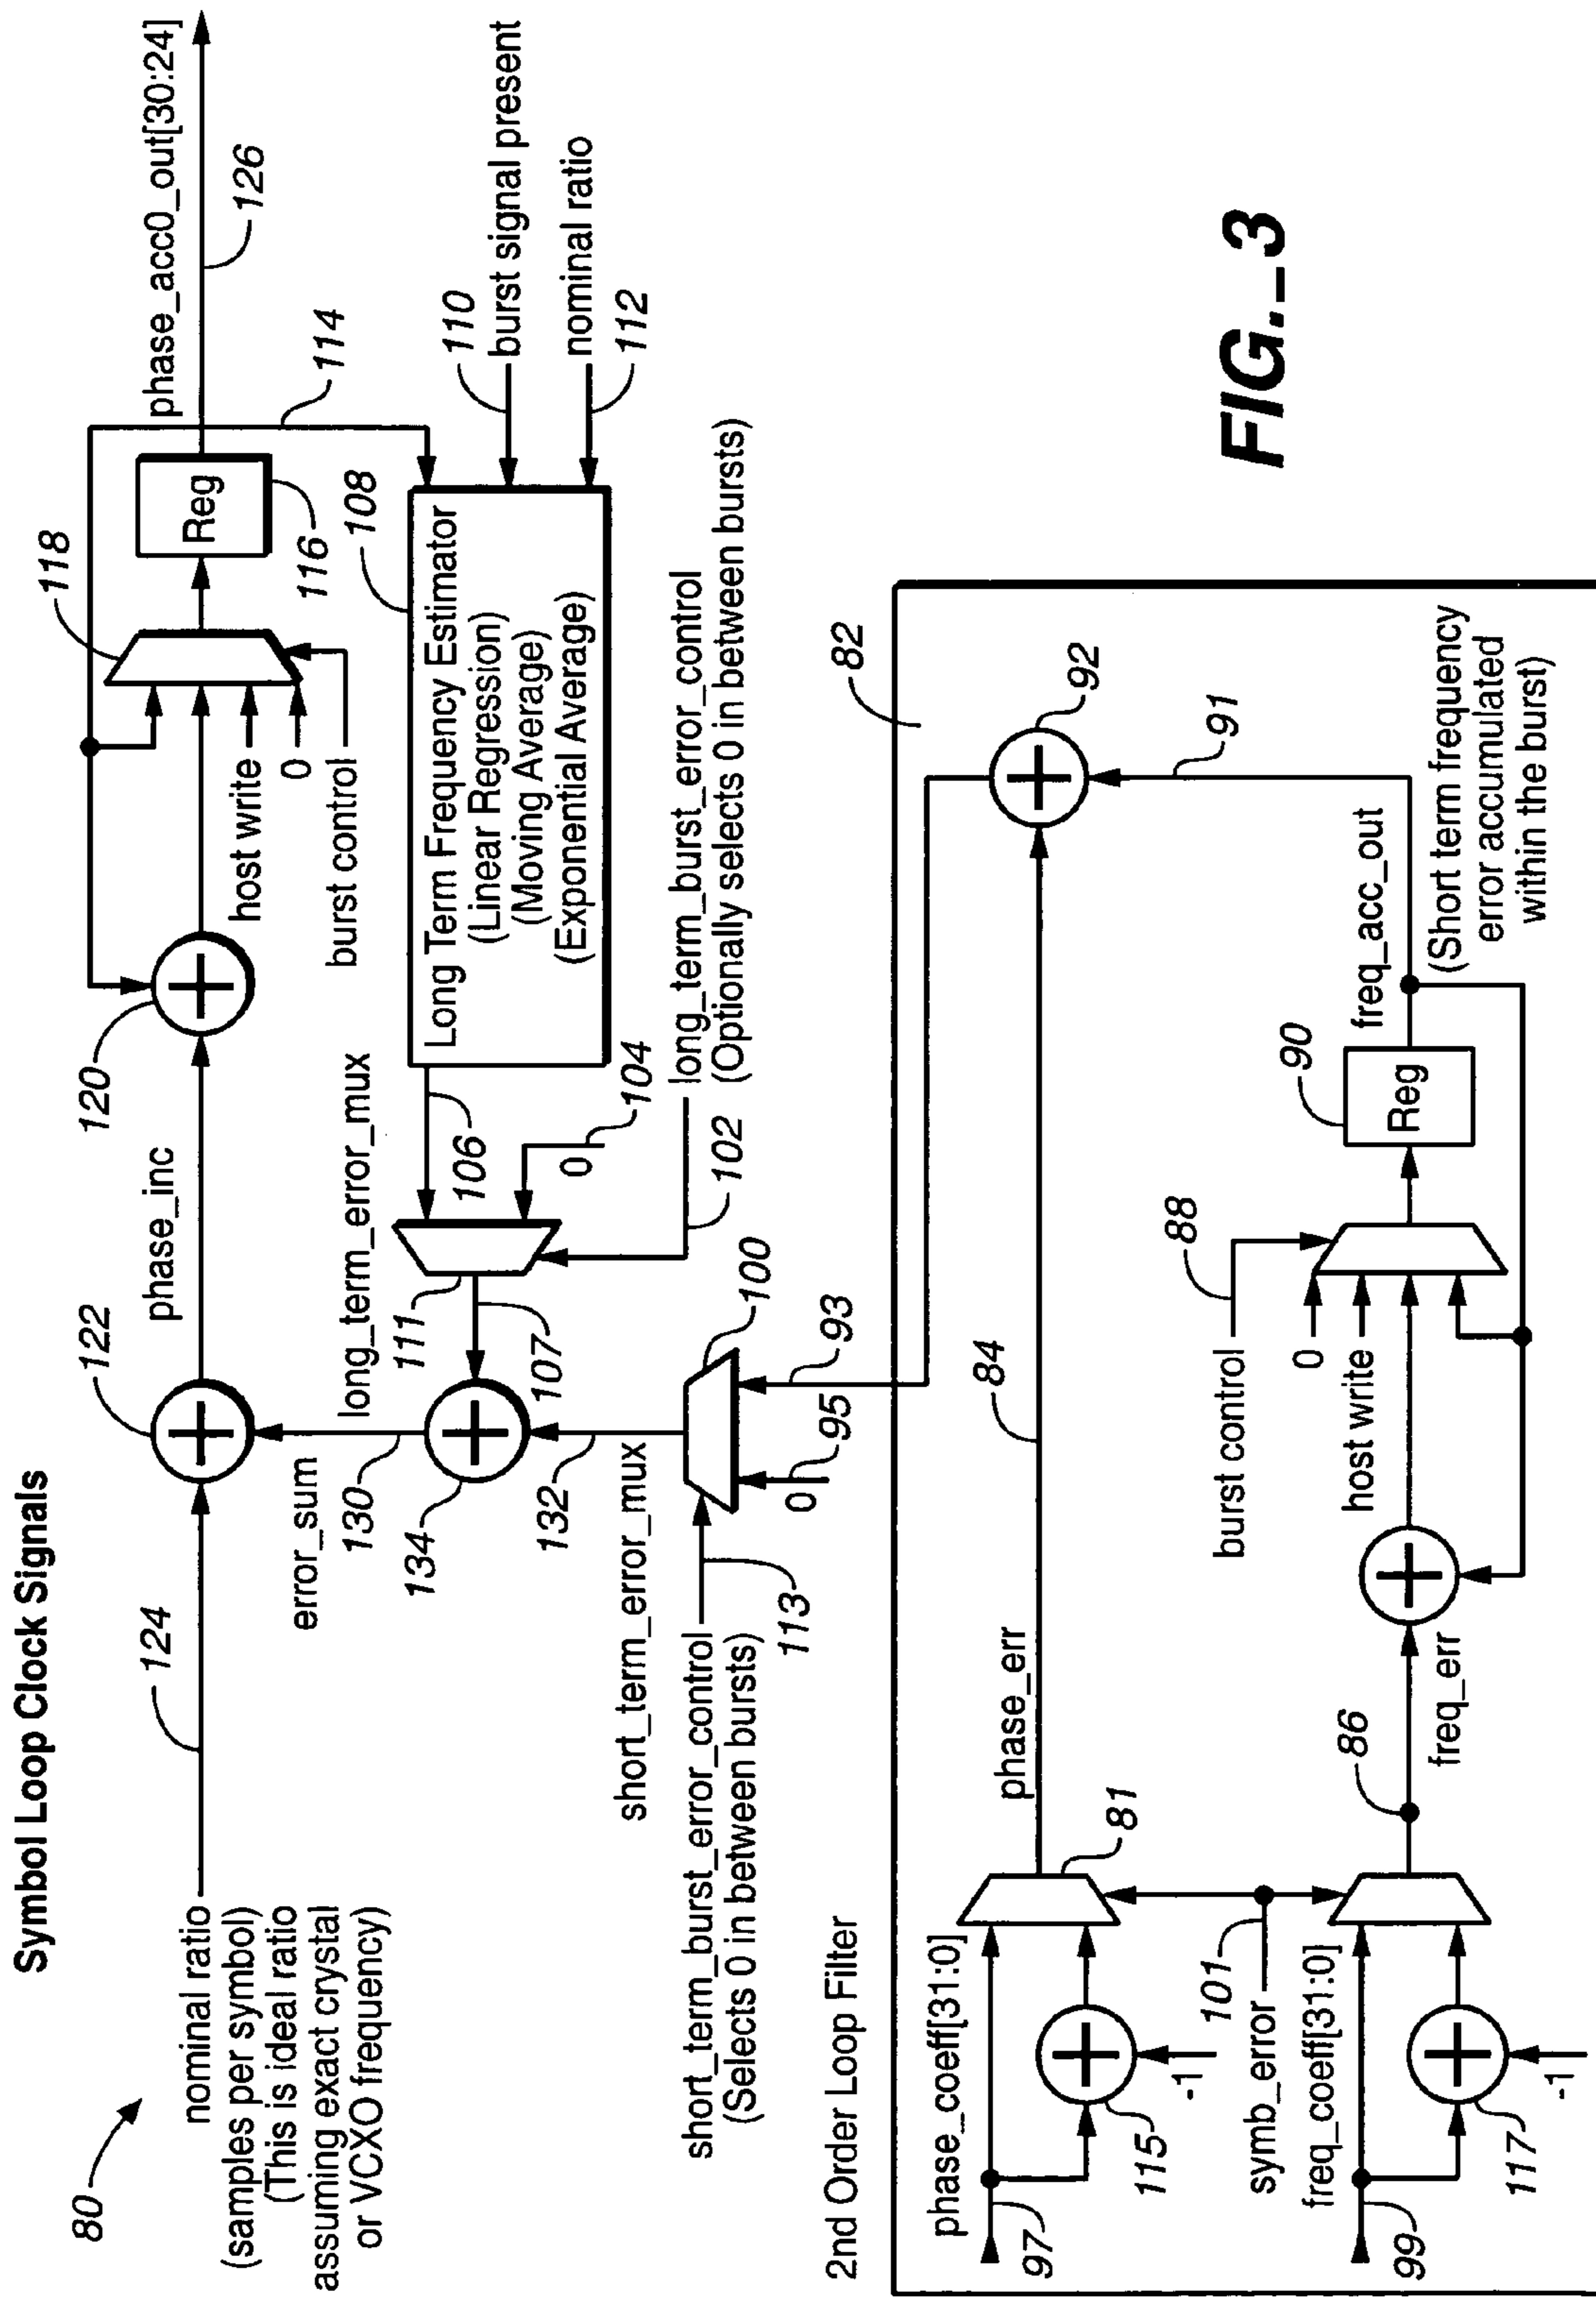 Symbol Loop Clock Signals
80
nominal ratio
(samples per symbol)
(This is ideal ratio
assuming exact crystal
or VCXO frequency)
124
122
phase_inc
120
118
host write
0
burst control
Reg
116
phase_acc0_out[30:24]
126
114
error_sum
130
134
long_term_error_mux
111
107
106
0
104
102
Long Term Frequency Estimator
(Linear Regression)
(Moving Average)
(Exponential Average)
108
110
burst signal present
nominal ratio
112
long_term_burst_error_control
(Optionally selects 0 in between bursts)
short_term_error_mux
132
short_term_burst_error_control
(Selects 0 in between bursts)
113
100
0
95
93
2nd Order Loop Filter
82
phase_coeff[31:0]
97
115
-1
81
phase_err
84
92
91
101
symb_error
freq_coeff[31:0]
99
117
-1
86
freq_err
burst control
0
host write
88
90
Reg
freq_acc_out
(Short term frequency
error accumulated
within the burst)
FIG._3